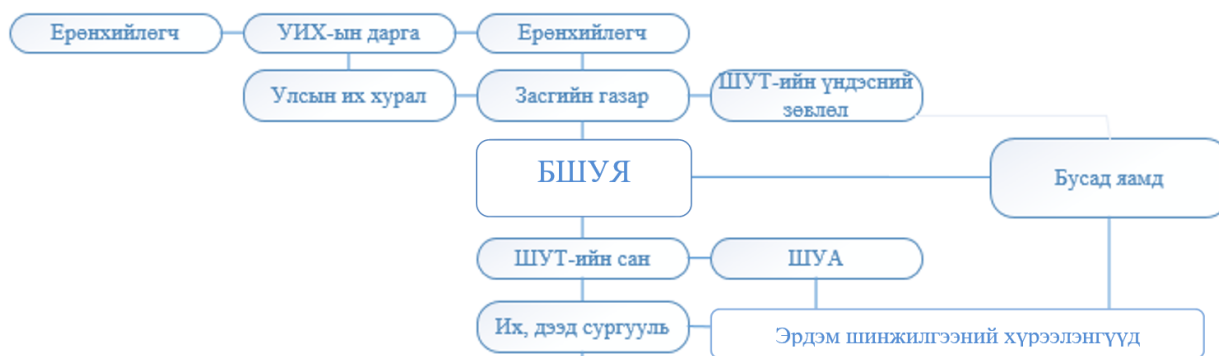 Ерөнхийлөгч
УИХ-ын дарга
Ерөнхийлөгч
Улсын их хурал
Засгийн газар
ШУТ-ийн үндэсний
зөвлөл
БШУЯ
Бусад яамд
ШУТ-ийн сан
ШУА
Их, дээд сургууль
Эрдэм шинжилгээний хүрээлэнгүүд